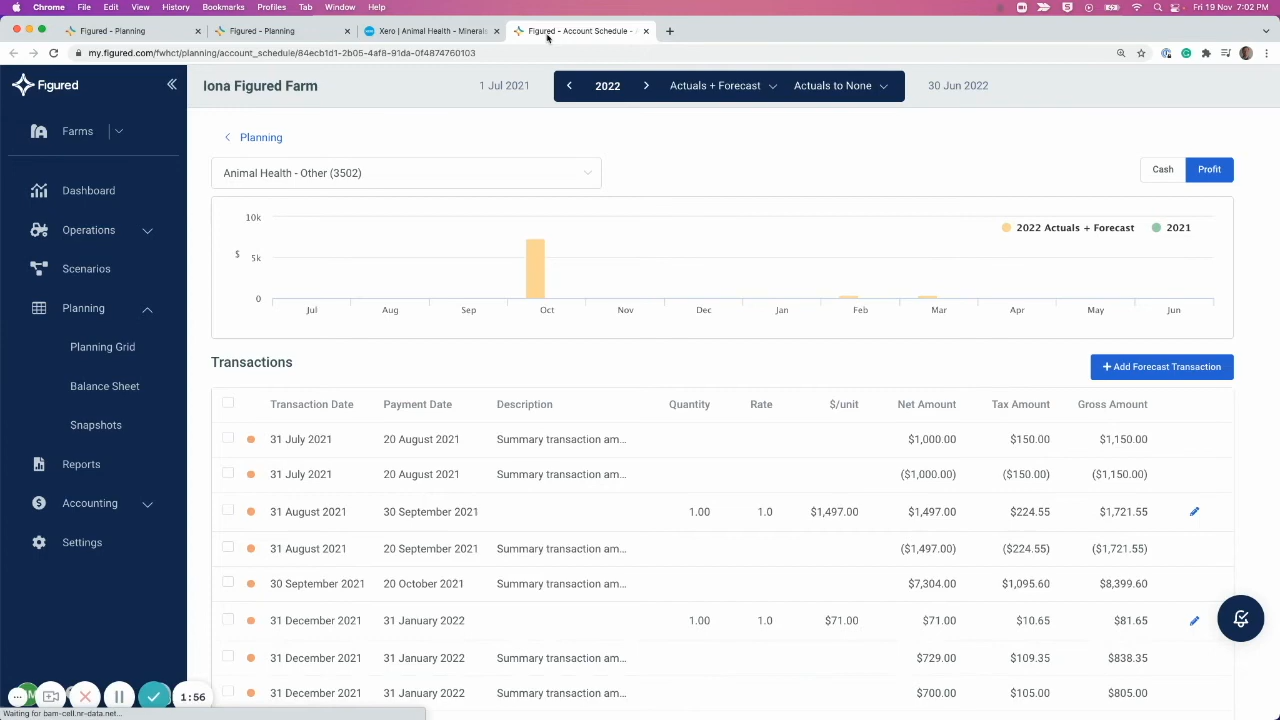 Chrome File Edit View History Bookmarks Profiles Tab Window Help Fri 19 Nov 7:02 PM
Figured - Planning Figured - Planning Xero | Animal Health - Minerals Figured - Account Schedule - A
my.figured.com/fwhct/planning/account_schedule/84ecb1d1-2b05-4af8-91da-0f4874760103
Figured
Iona Figured Farm 1 Jul 2021 2022 Actuals + Forecast Actuals to None 30 Jun 2022
Farms
Dashboard
Operations
Scenarios
Planning
Planning Grid
Balance Sheet
Snapshots
Reports
Accounting
Settings
Planning
Animal Health - Other (3502) Cash Profit
10k
2022 Actuals + Forecast 2021
$ 5k
0
Jul Aug Sep Oct Nov Dec Jan Feb Mar Apr May Jun
Transactions
+ Add Forecast Transaction
Transaction Date Payment Date Description Quantity Rate $/unit Net Amount Tax Amount Gross Amount
31 July 2021 20 August 2021 Summary transaction am... $1,000.00 $150.00 $1,150.00
31 July 2021 20 August 2021 Summary transaction am... ($1,000.00) ($150.00) ($1,150.00)
31 August 2021 30 September 2021 1.00 1.0 $1,497.00 $1,497.00 $224.55 $1,721.55
31 August 2021 20 September 2021 Summary transaction am... ($1,497.00) ($224.55) ($1,721.55)
30 September 2021 20 October 2021 Summary transaction am... $7,304.00 $1,095.60 $8,399.60
31 December 2021 31 January 2022 1.00 1.0 $71.00 $71.00 $10.65 $81.65
31 December 2021 31 January 2022 Summary transaction am... $729.00 $109.35 $838.35
31 December 2021 31 January 2022 Summary transaction am... $700.00 $105.00 $805.00
1:56
Waiting for bam-cell.nr-data.net...